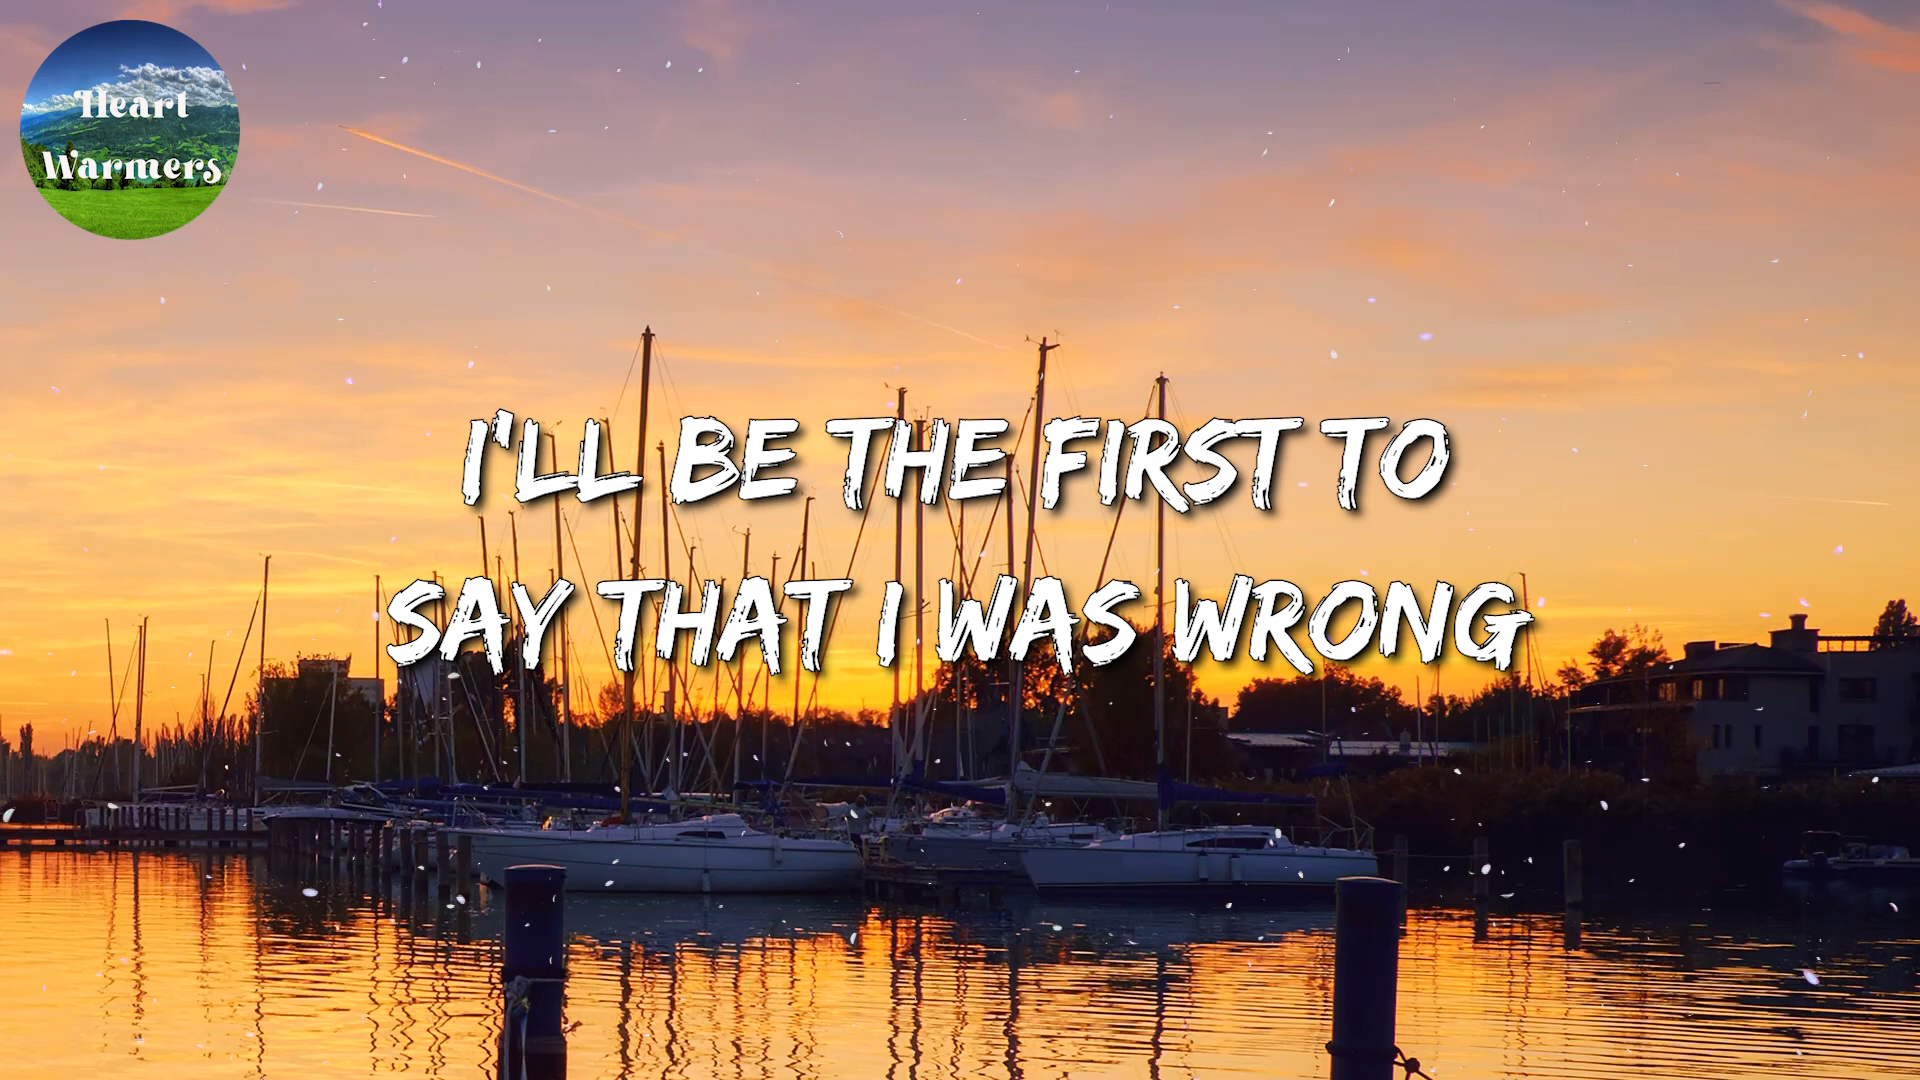 Heart
Warmers
I'LL BE THE FIRST TO
SAY THAT I WAS WRONG